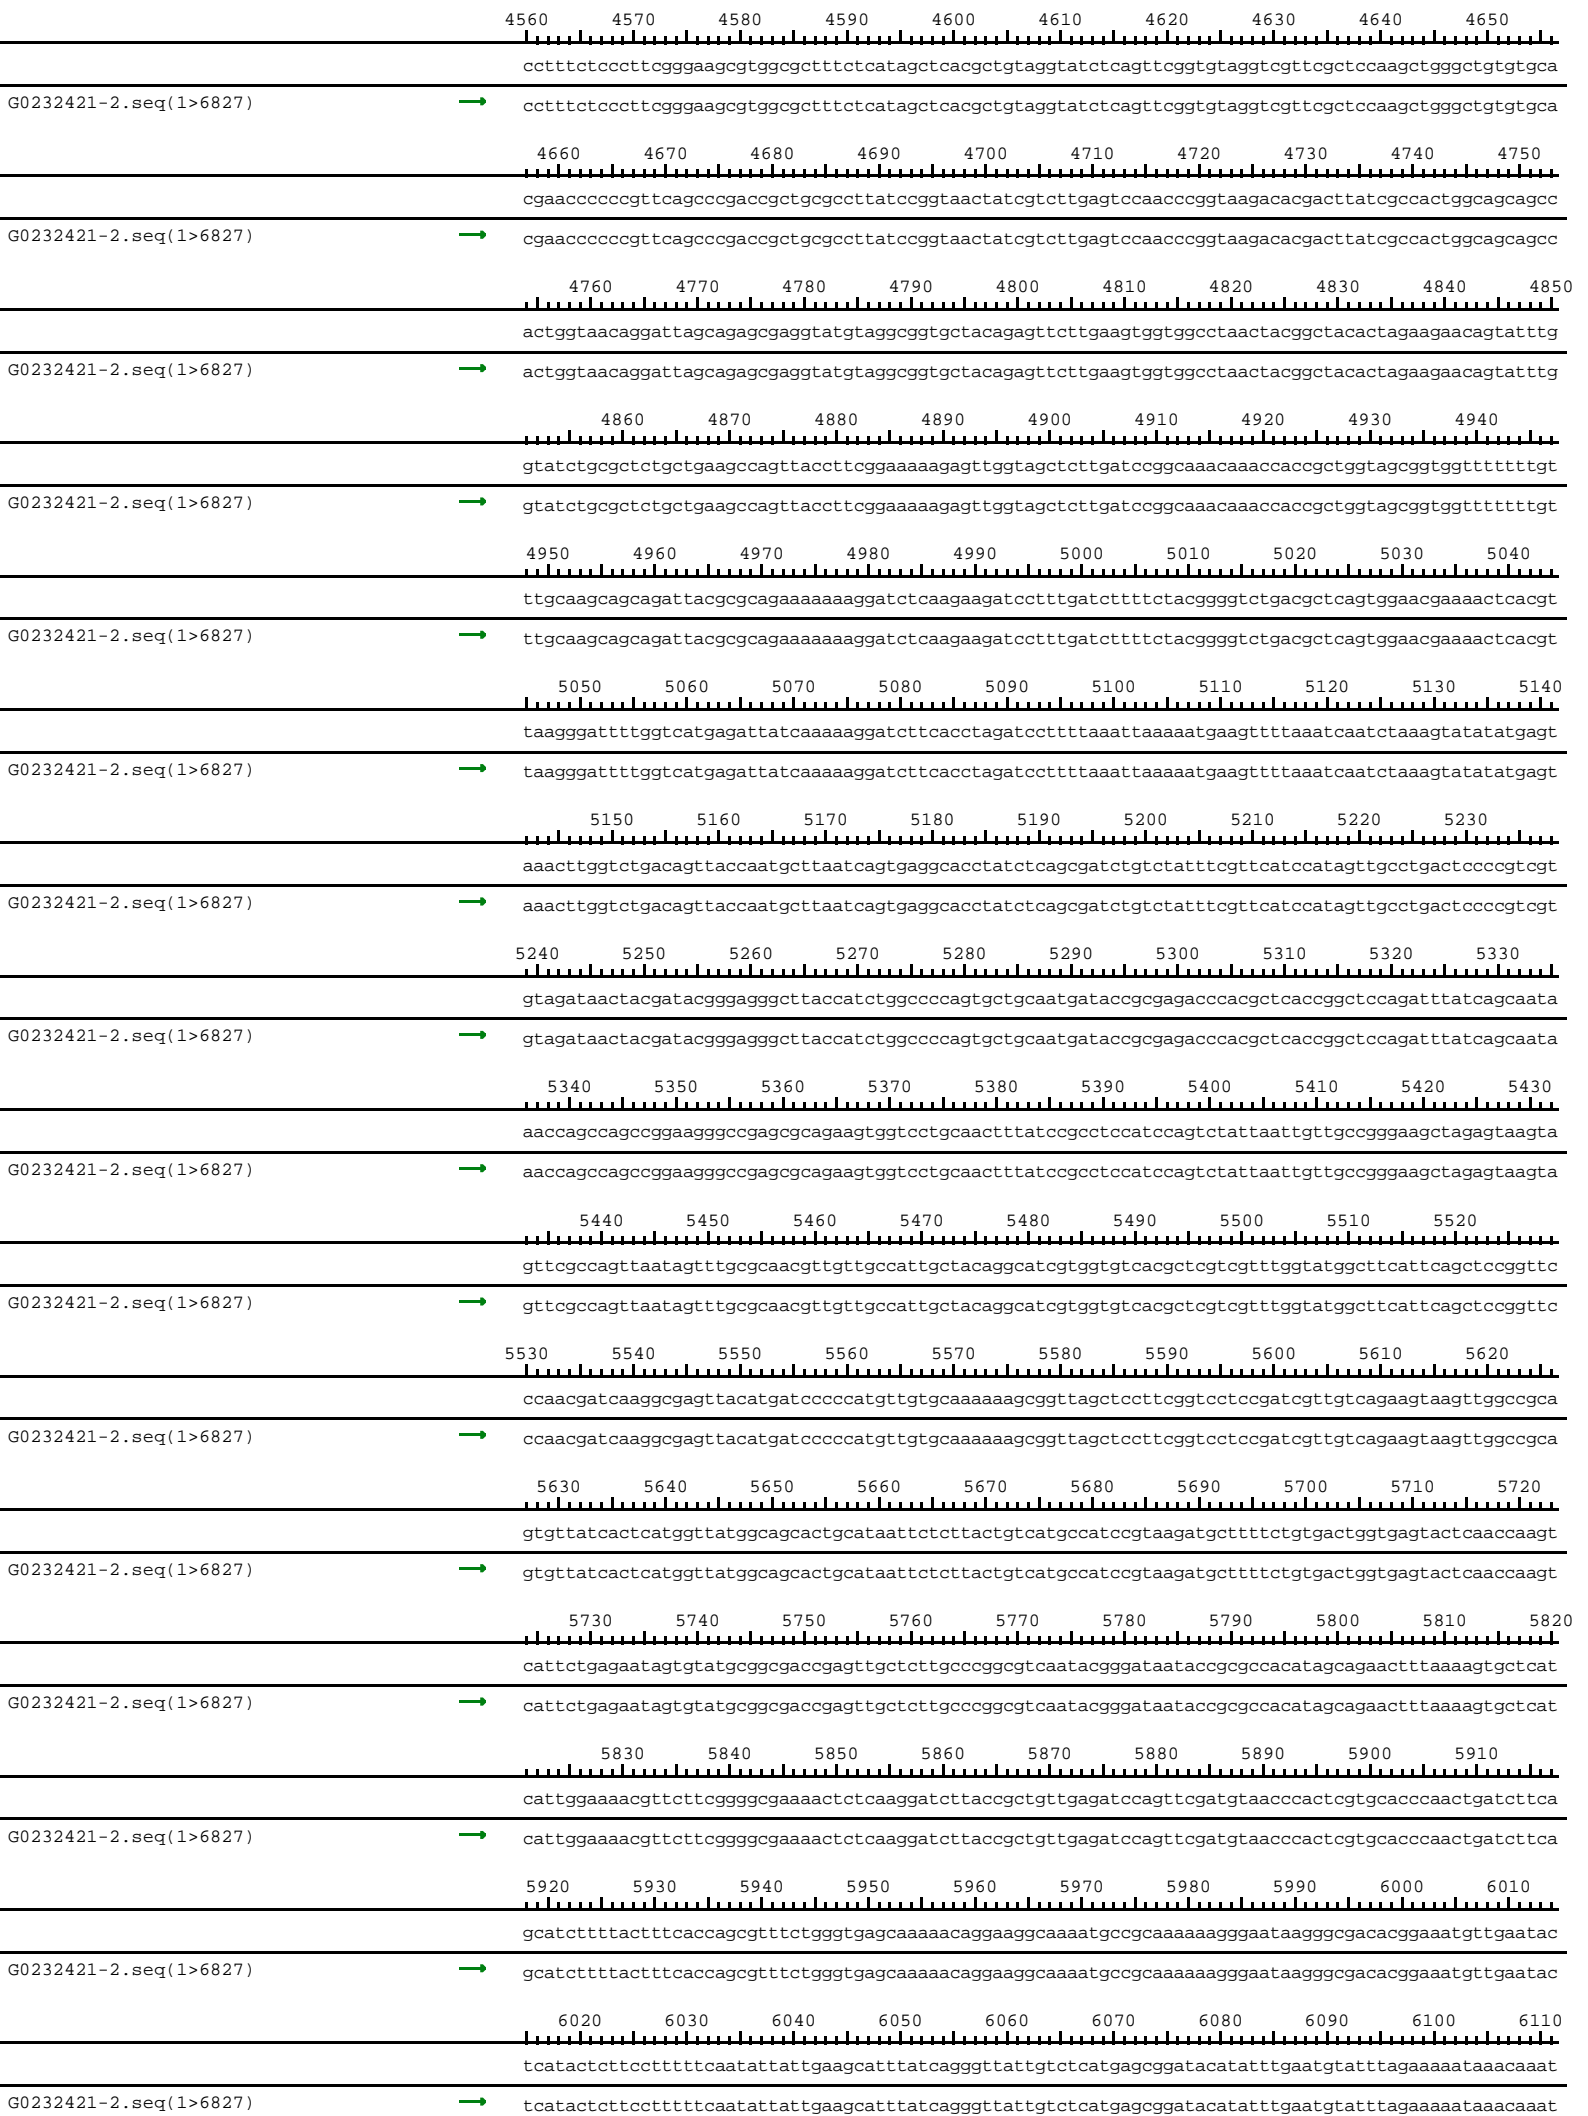 4560 4570 4580 4590 4600 4610 4620 4630 4640 4650
cctttctcccttcgggaagcgtggcgctttctcatagctcacgctgtaggtatctcagttcggtgtaggtcgttcgctccaagctgggctgtgtgca
G0232421-2.seq(1>6827) → cctttctcccttcgggaagcgtggcgctttctcatagctcacgctgtaggtatctcagttcggtgtaggtcgttcgctccaagctgggctgtgtgca
4660 4670 4680 4690 4700 4710 4720 4730 4740 4750
cgaaccccccgttcagcccgaccgctgcgccttatccggtaactatcgtcttgagtccaacccggtaagacacgacttatcgccactggcagcagcc
G0232421-2.seq(1>6827) → cgaaccccccgttcagcccgaccgctgcgccttatccggtaactatcgtcttgagtccaacccggtaagacacgacttatcgccactggcagcagcc
4760 4770 4780 4790 4800 4810 4820 4830 4840 4850
actggtaacaggattagcagagcgaggtatgtaggcggtgctacagagttcttgaagtggtggcctaactacggctacactagaagaacagtatttg
G0232421-2.seq(1>6827) → actggtaacaggattagcagagcgaggtatgtaggcggtgctacagagttcttgaagtggtggcctaactacggctacactagaagaacagtatttg
4860 4870 4880 4890 4900 4910 4920 4930 4940
gtatctgcgctctgctgaagccagttaccttcggaaaaagagttggtagctcttgatccggcaaacaaaccaccgctggtagcggtggtttttttgt
G0232421-2.seq(1>6827) → gtatctgcgctctgctgaagccagttaccttcggaaaaagagttggtagctcttgatccggcaaacaaaccaccgctggtagcggtggtttttttgt
4950 4960 4970 4980 4990 5000 5010 5020 5030 5040
ttgcaagcagcagattacgcgcagaaaaaaaggatctcaagaagatcctttgatcttttctacggggtctgacgctcagtggaacgaaaactcacgt
G0232421-2.seq(1>6827) → ttgcaagcagcagattacgcgcagaaaaaaaggatctcaagaagatcctttgatcttttctacggggtctgacgctcagtggaacgaaaactcacgt
5050 5060 5070 5080 5090 5100 5110 5120 5130 5140
taagggattttggtcatgagattatcaaaaaggatcttcacctagatccttttaaattaaaaatgaagttttaaatcaatctaaagtatatatgagt
G0232421-2.seq(1>6827) → taagggattttggtcatgagattatcaaaaaggatcttcacctagatccttttaaattaaaaatgaagttttaaatcaatctaaagtatatatgagt
5150 5160 5170 5180 5190 5200 5210 5220 5230
aaacttggtctgacagttaccaatgcttaatcagtgaggcacctatctcagcgatctgtctatttcgttcatccatagttgcctgactccccgtcgt
G0232421-2.seq(1>6827) → aaacttggtctgacagttaccaatgcttaatcagtgaggcacctatctcagcgatctgtctatttcgttcatccatagttgcctgactccccgtcgt
5240 5250 5260 5270 5280 5290 5300 5310 5320 5330
gtagataactacgatacgggagggcttaccatctggccccagtgctgcaatgataccgcgagacccacgctcaccggctccagatttatcagcaata
G0232421-2.seq(1>6827) → gtagataactacgatacgggagggcttaccatctggccccagtgctgcaatgataccgcgagacccacgctcaccggctccagatttatcagcaata
5340 5350 5360 5370 5380 5390 5400 5410 5420 5430
aaccagccagccggaagggccgagcgcagaagtggtcctgcaactttatccgcctccatccagtctattaattgttgccgggaagctagagtaagta
G0232421-2.seq(1>6827) → aaccagccagccggaagggccgagcgcagaagtggtcctgcaactttatccgcctccatccagtctattaattgttgccgggaagctagagtaagta
5440 5450 5460 5470 5480 5490 5500 5510 5520
gttcgccagttaatagtttgcgcaacgttgttgccattgctacaggcatcgtggtgtcacgctcgtcgtttggtatggcttcattcagctccggttc
G0232421-2.seq(1>6827) → gttcgccagttaatagtttgcgcaacgttgttgccattgctacaggcatcgtggtgtcacgctcgtcgtttggtatggcttcattcagctccggttc
5530 5540 5550 5560 5570 5580 5590 5600 5610 5620
ccaacgatcaaggcgagttacatgatcccccatgttgtgcaaaaaagcggttagctccttcggtcctccgatcgttgtcagaagtaagttggccgca
G0232421-2.seq(1>6827) → ccaacgatcaaggcgagttacatgatcccccatgttgtgcaaaaaagcggttagctccttcggtcctccgatcgttgtcagaagtaagttggccgca
5630 5640 5650 5660 5670 5680 5690 5700 5710 5720
gtgttatcactcatggttatggcagcactgcataattctcttactgtcatgccatccgtaagatgcttttctgtgactggtgagtactcaaccaagt
G0232421-2.seq(1>6827) → gtgttatcactcatggttatggcagcactgcataattctcttactgtcatgccatccgtaagatgcttttctgtgactggtgagtactcaaccaagt
5730 5740 5750 5760 5770 5780 5790 5800 5810 5820
cattctgagaatagtgtatgcggcgaccgagttgctcttgcccggcgtcaatacgggataataccgcgccacatagcagaactttaaaagtgctcat
G0232421-2.seq(1>6827) → cattctgagaatagtgtatgcggcgaccgagttgctcttgcccggcgtcaatacgggataataccgcgccacatagcagaactttaaaagtgctcat
5830 5840 5850 5860 5870 5880 5890 5900 5910
cattggaaaacgttcttcggggcgaaaactctcaaggatcttaccgctgttgagatccagttcgatgtaacccactcgtgcacccaactgatcttca
G0232421-2.seq(1>6827) → cattggaaaacgttcttcggggcgaaaactctcaaggatcttaccgctgttgagatccagttcgatgtaacccactcgtgcacccaactgatcttca
5920 5930 5940 5950 5960 5970 5980 5990 6000 6010
gcatcttttactttcaccagcgtttctgggtgagcaaaaacaggaaggcaaaatgccgcaaaaaagggaataagggcgacacggaaatgttgaatac
G0232421-2.seq(1>6827) → gcatcttttactttcaccagcgtttctgggtgagcaaaaacaggaaggcaaaatgccgcaaaaaagggaataagggcgacacggaaatgttgaatac
6020 6030 6040 6050 6060 6070 6080 6090 6100 6110
tcatactcttcctttttcaatattattgaagcatttatcagggttattgtctcatgagcggatacatatttgaatgtatttagaaaaataaacaaat
G0232421-2.seq(1>6827) → tcatactcttcctttttcaatattattgaagcatttatcagggttattgtctcatgagcggatacatatttgaatgtatttagaaaaataaacaaat